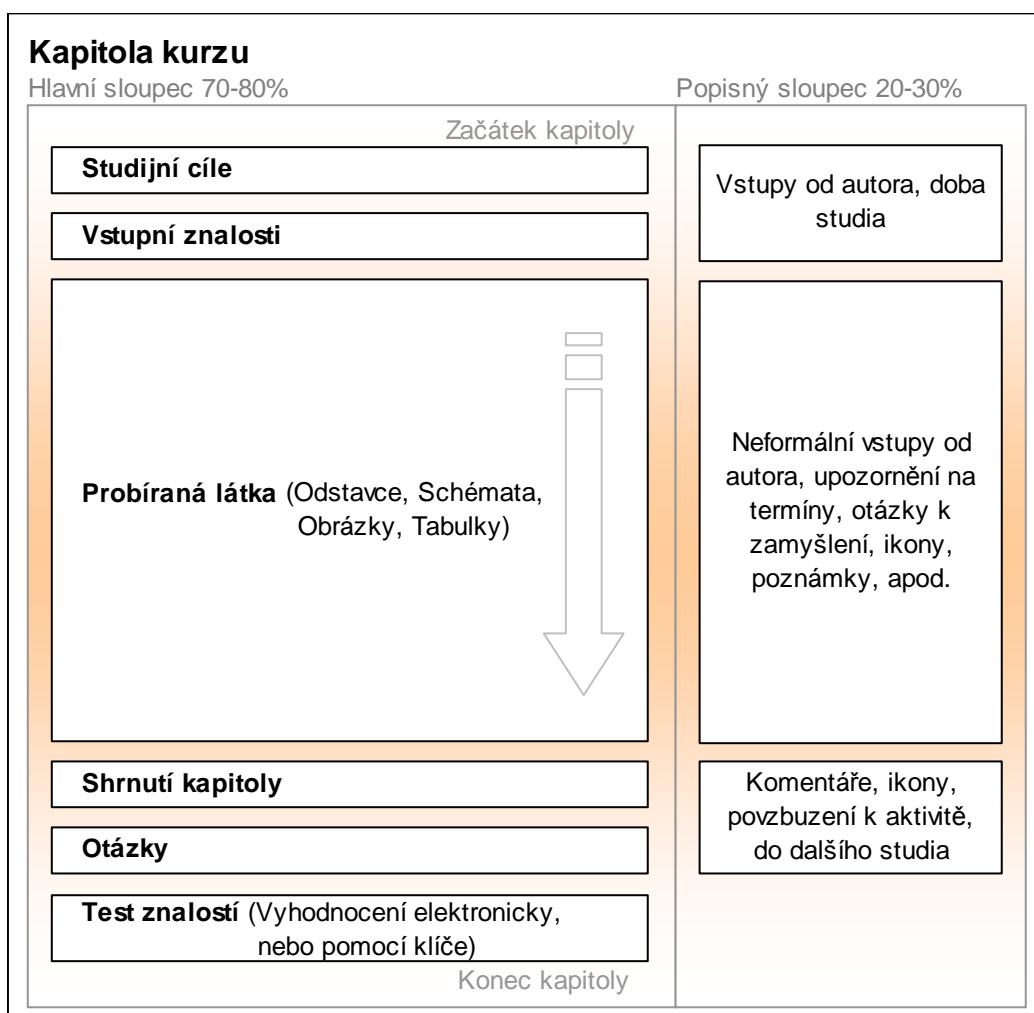 Kapitola kurzu
Hlavní sloupec 70-80%
Popisný sloupec 20-30%
Začátek kapitoly
Studijní cíle
Vstupní znalosti
Probíraná látka (Odstavce, Schémata,
Obrázky, Tabulky)
Shrnutí kapitoly
Otázky
Test znalostí (Vyhodnocení elektronicky,
nebo pomocí klíče)
Konec kapitoly
Vstupy od autora, doba
studia
Neformální vstupy od
autora, upozornění na
termíny, otázky k
zamyšlení, ikony,
poznámky, apod.
Komentáře, ikony,
povzbuzení k aktivitě,
do dalšího studia